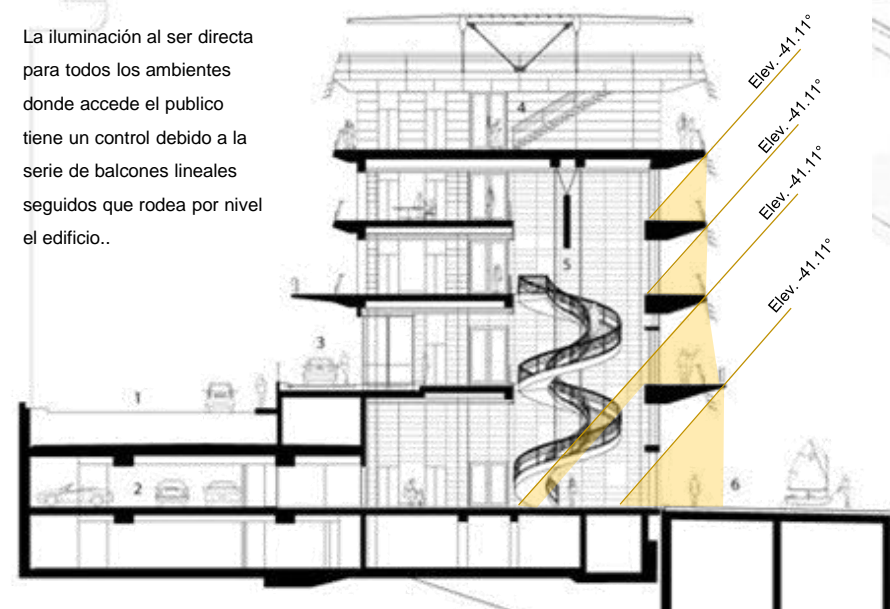 La iluminación al ser directa
para todos los ambientes
donde accede el publico
tiene un control debido a la
serie de balcones lineales
seguidos que rodea por nivel
el edificio..
Elev. -41.11°
Elev. -41.11°
Elev. -41.11°
Elev. -41.11°
4
5
3
1
2
6